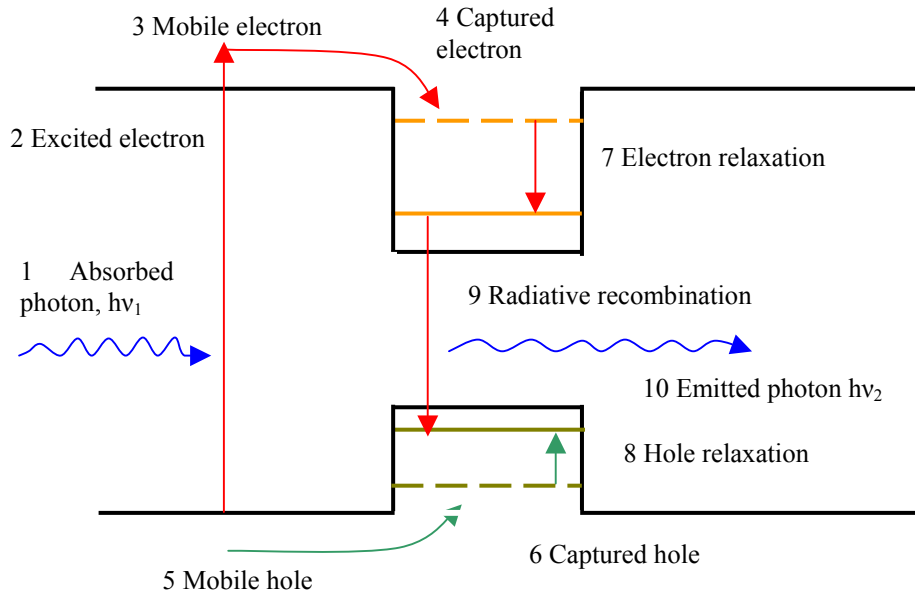 3 Mobile electron
4 Captured
electron
2 Excited electron
7 Electron relaxation
1 Absorbed
photon, hν₁
9 Radiative recombination
10 Emitted photon hν₂
8 Hole relaxation
6 Captured hole
5 Mobile hole